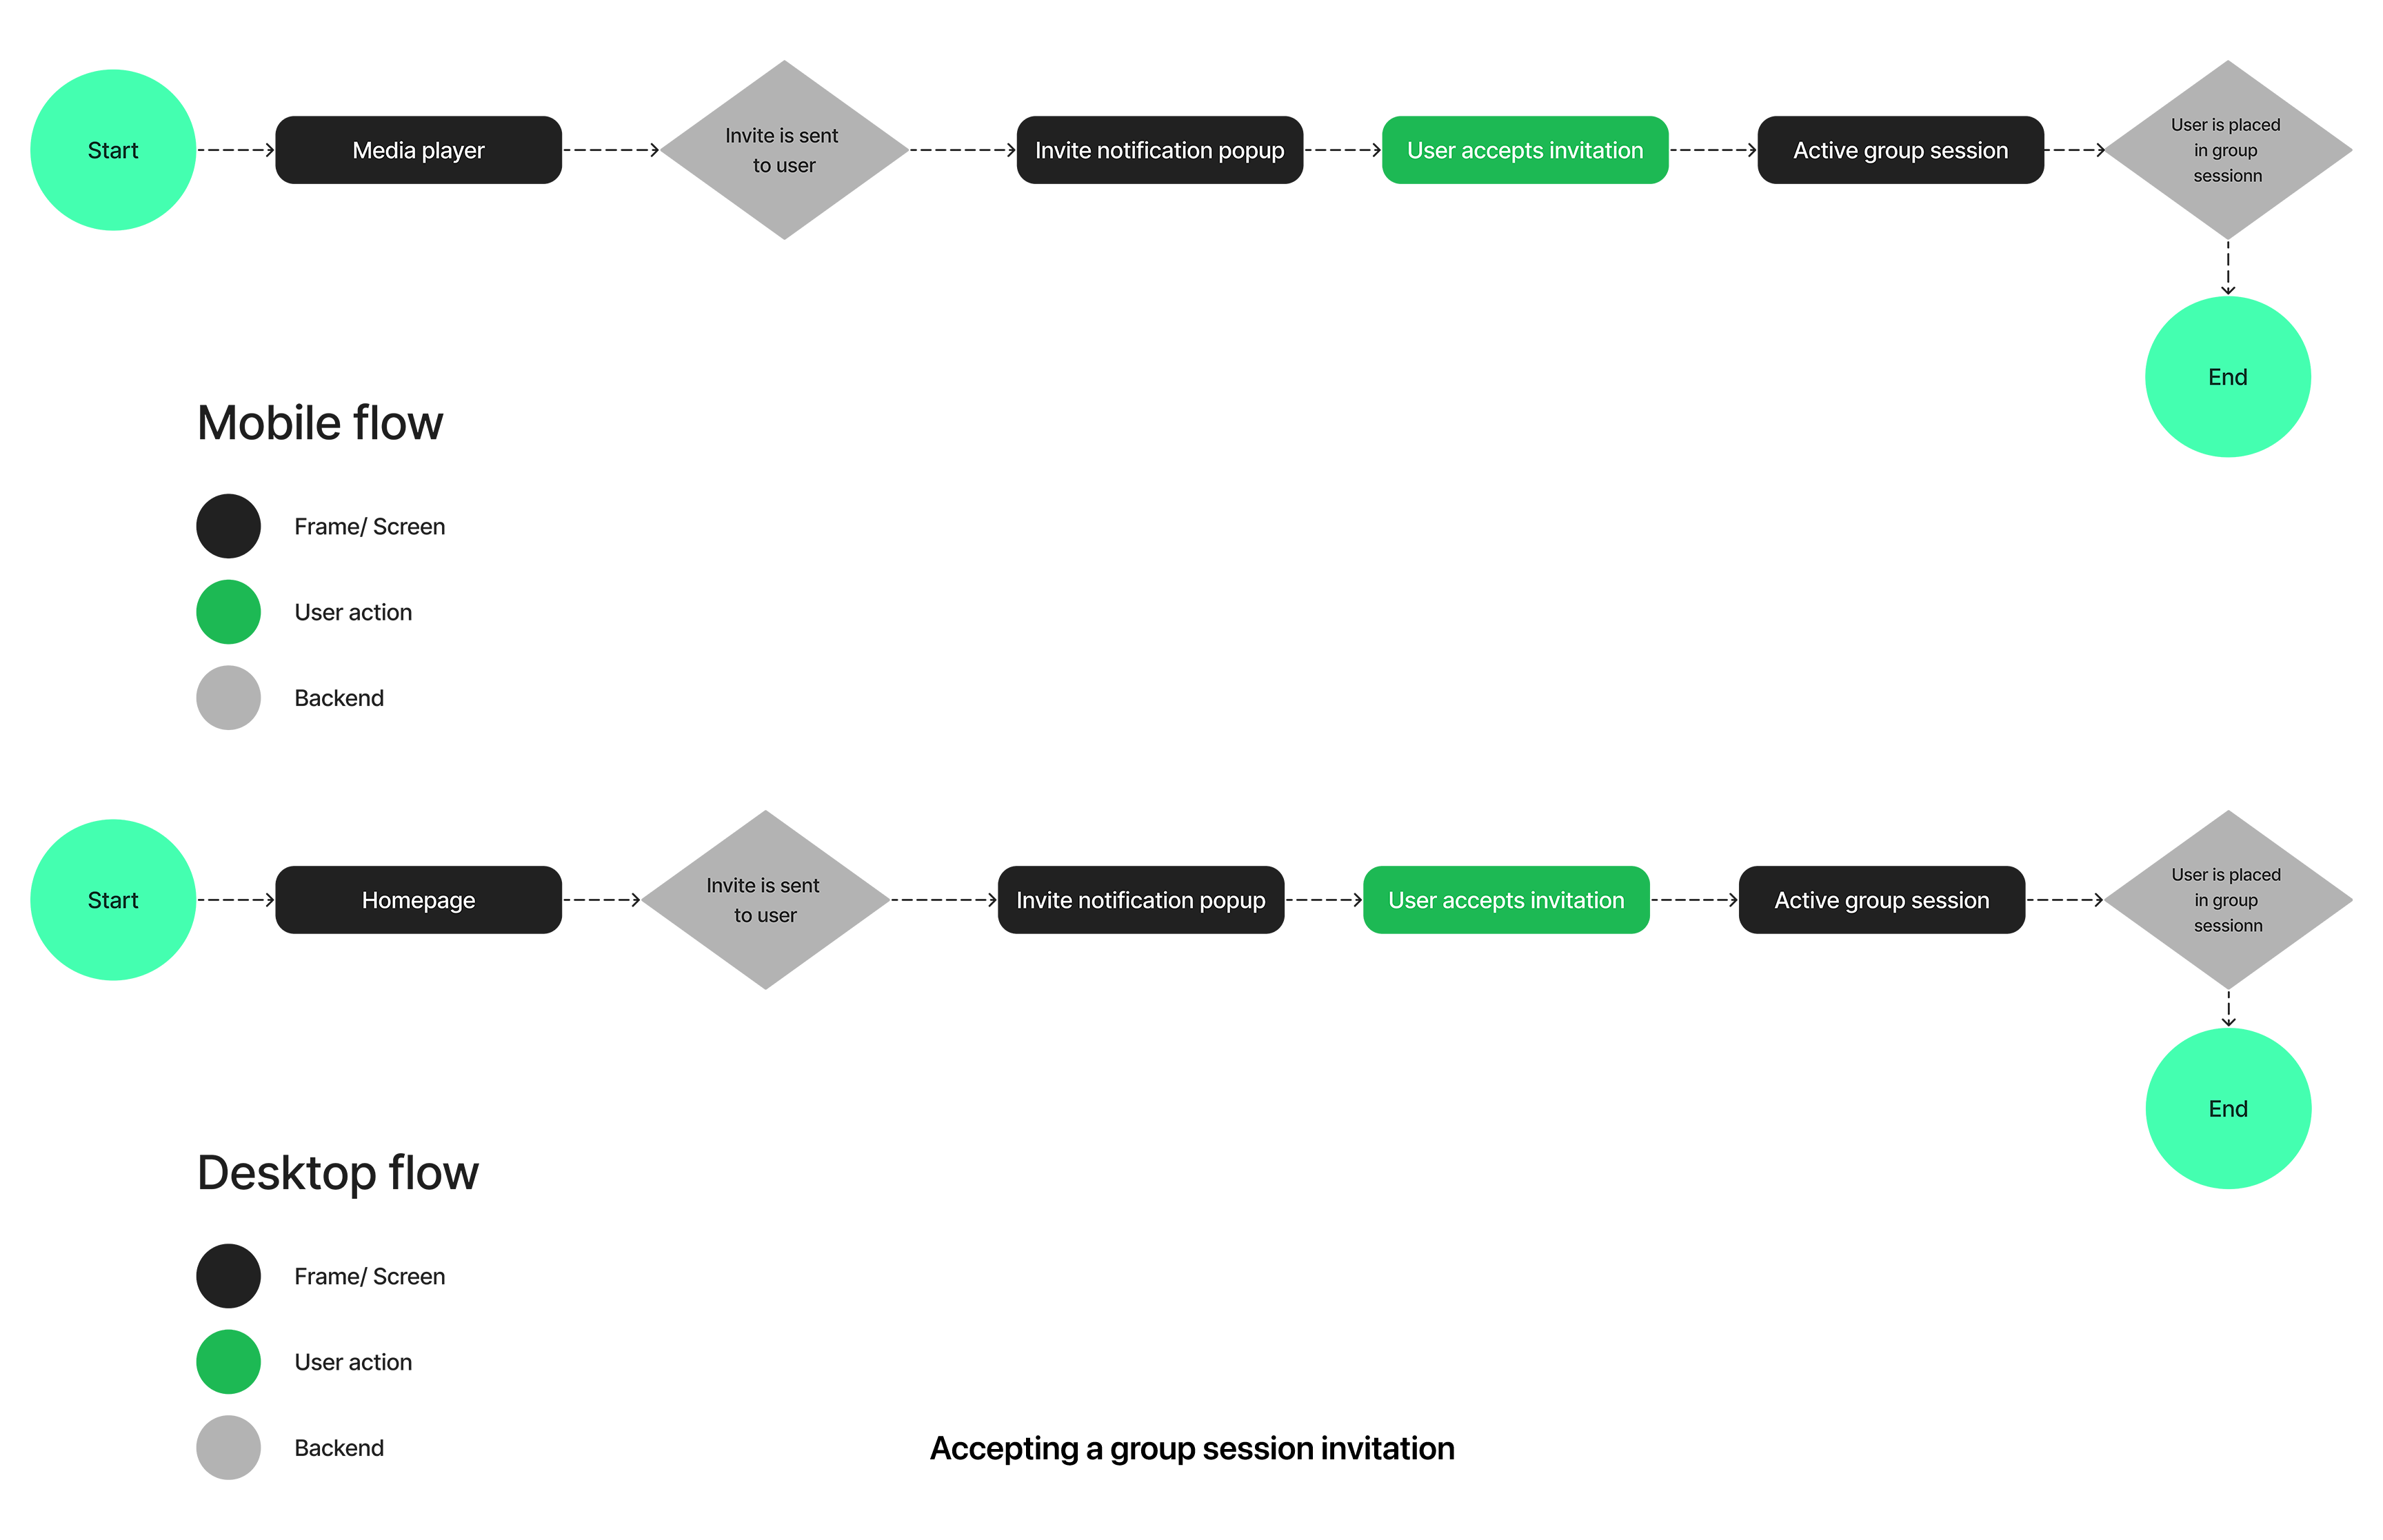 Start
Media player
Invite is sent
to user
Invite notification popup
User accepts invitation
Active group session
User is placed
in group
sessionn
End
Mobile flow
Frame/ Screen
User action
Backend
Start
Homepage
Invite is sent
to user
Invite notification popup
User accepts invitation
Active group session
User is placed
in group
sessionn
End
Desktop flow
Frame/ Screen
User action
Backend
Accepting a group session invitation